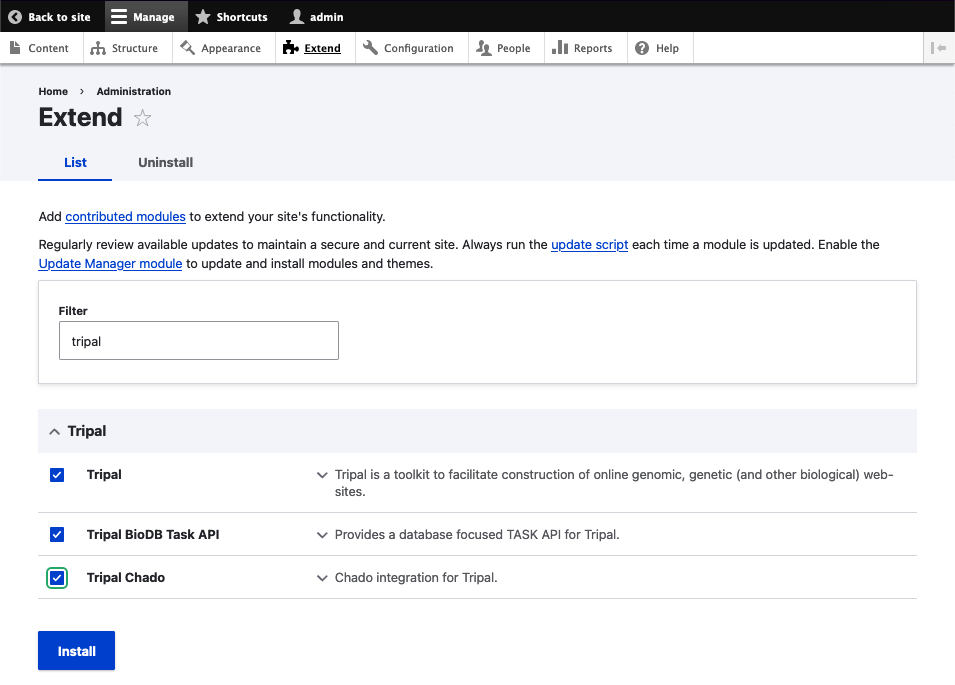 Back to site Manage Shortcuts admin
Content Structure Appearance Extend Configuration People Reports Help
Home › Administration
Extend
List Uninstall
Add contributed modules to extend your site's functionality.
Regularly review available updates to maintain a secure and current site. Always run the update script each time a module is updated. Enable the
Update Manager module to update and install modules and themes.
Filter
tripal
Tripal
Tripal Tripal is a toolkit to facilitate construction of online genomic, genetic (and other biological) web-
sites.
Tripal BioDB Task API Provides a database focused TASK API for Tripal.
Tripal Chado Chado integration for Tripal.
Install